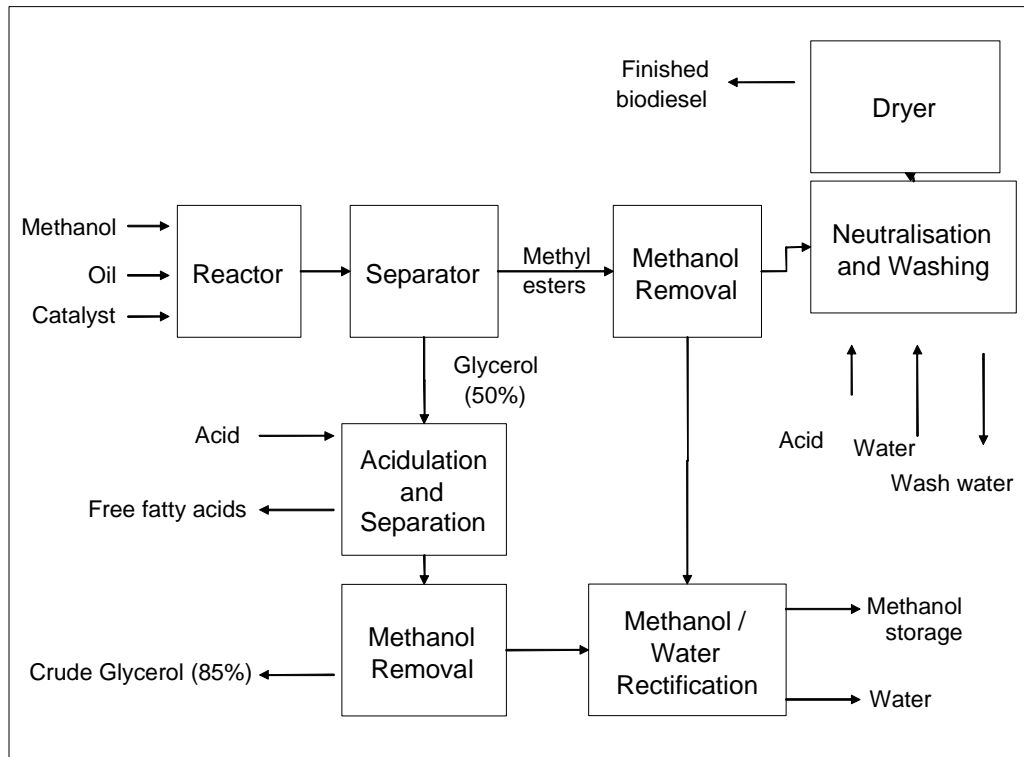 Finished
biodiesel
Dryer
Methanol
Oil
Catalyst
Reactor
Separator
Methyl
esters
Methanol
Removal
Neutralisation
and Washing
Glycerol
(50%)
Acid
Free fatty acids
Acidulation
and
Separation
Acid
Water
Wash water
Crude Glycerol (85%)
Methanol
Removal
Methanol /
Water
Rectification
Methanol
storage
Water